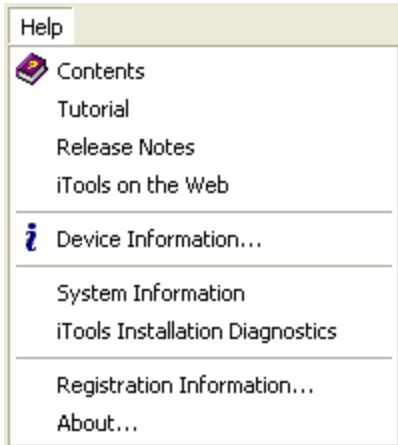 Help
Contents
Tutorial
Release Notes
iTools on the Web
Device Information...
System Information
iTools Installation Diagnostics
Registration Information...
About...